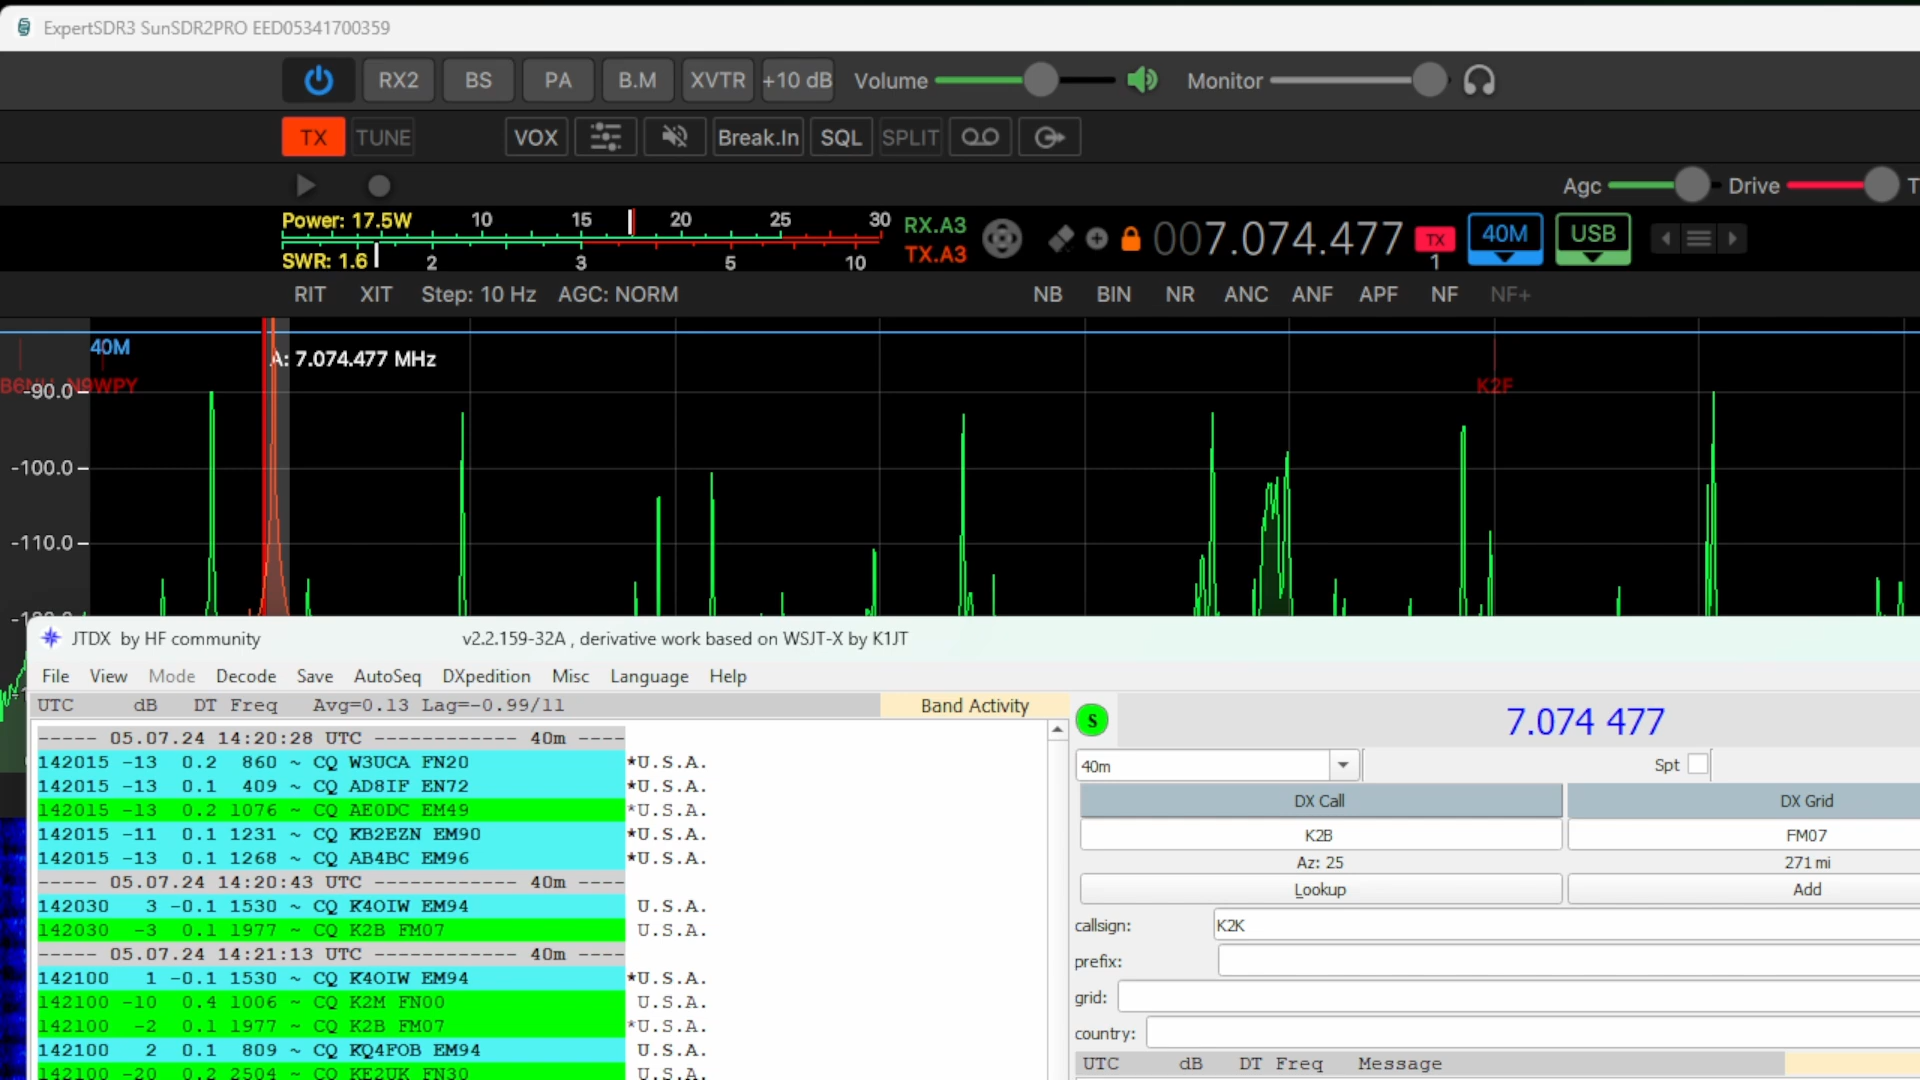 ExpertSDR3 SunSDR2PRO EED05341700359
RX2 BS PA B.M XVTR +10 dB Volume Monitor
TX TUNE VOX Break.In SQL SPLIT
Agc Drive T
Power: 17.5W 10 15 20 25 30
SWR: 1.6 2 3 5 10
RX.A3
TX.A3
007.074.477 TX 1 40M USB
RIT XIT Step: 10 Hz AGC: NORM NB BIN NR ANC ANF APF NF NF+
40M
A: 7.074.477 MHz
N9WPY K2F
-90.0
-100.0
-110.0
JTDX by HF community v2.2.159-32A , derivative work based on WSJT-X by K1JT
File View Mode Decode Save AutoSeq DXpedition Misc Language Help
UTC dB DT Freq Avg=0.13 Lag=-0.99/11 Band Activity
----- 05.07.24 14:20:28 UTC ------------ 40m ----
142015 -13 0.2 860 ~ CQ W3UCA FN20 *U.S.A.
142015 -13 0.1 409 ~ CQ AD8IF EN72 *U.S.A.
142015 -13 0.2 1076 ~ CQ AE0DC EM49 *U.S.A.
142015 -11 0.1 1231 ~ CQ KB2EZN EM90 *U.S.A.
142015 -13 0.1 1268 ~ CQ AB4BC EM96 *U.S.A.
----- 05.07.24 14:20:43 UTC ------------ 40m ----
142030 3 -0.1 1530 ~ CQ K4OIW EM94 U.S.A.
142030 -3 0.1 1977 ~ CQ K2B FM07 U.S.A.
----- 05.07.24 14:21:13 UTC ------------ 40m ----
142100 1 -0.1 1530 ~ CQ K4OIW EM94 *U.S.A.
142100 -10 0.4 1006 ~ CQ K2M FN00 U.S.A.
142100 -2 0.1 1977 ~ CQ K2B FM07 *U.S.A.
142100 2 0.1 809 ~ CQ KQ4FOB EM94 U.S.A.
142100 -20 0.2 2504 ~ CQ KE2UK FN30 U.S.A.
S 7.074 477
40m Spt
DX Call DX Grid
K2B FM07
Az: 25 271 mi
Lookup Add
callsign: K2K
prefix:
grid:
country:
UTC dB DT Freq Message